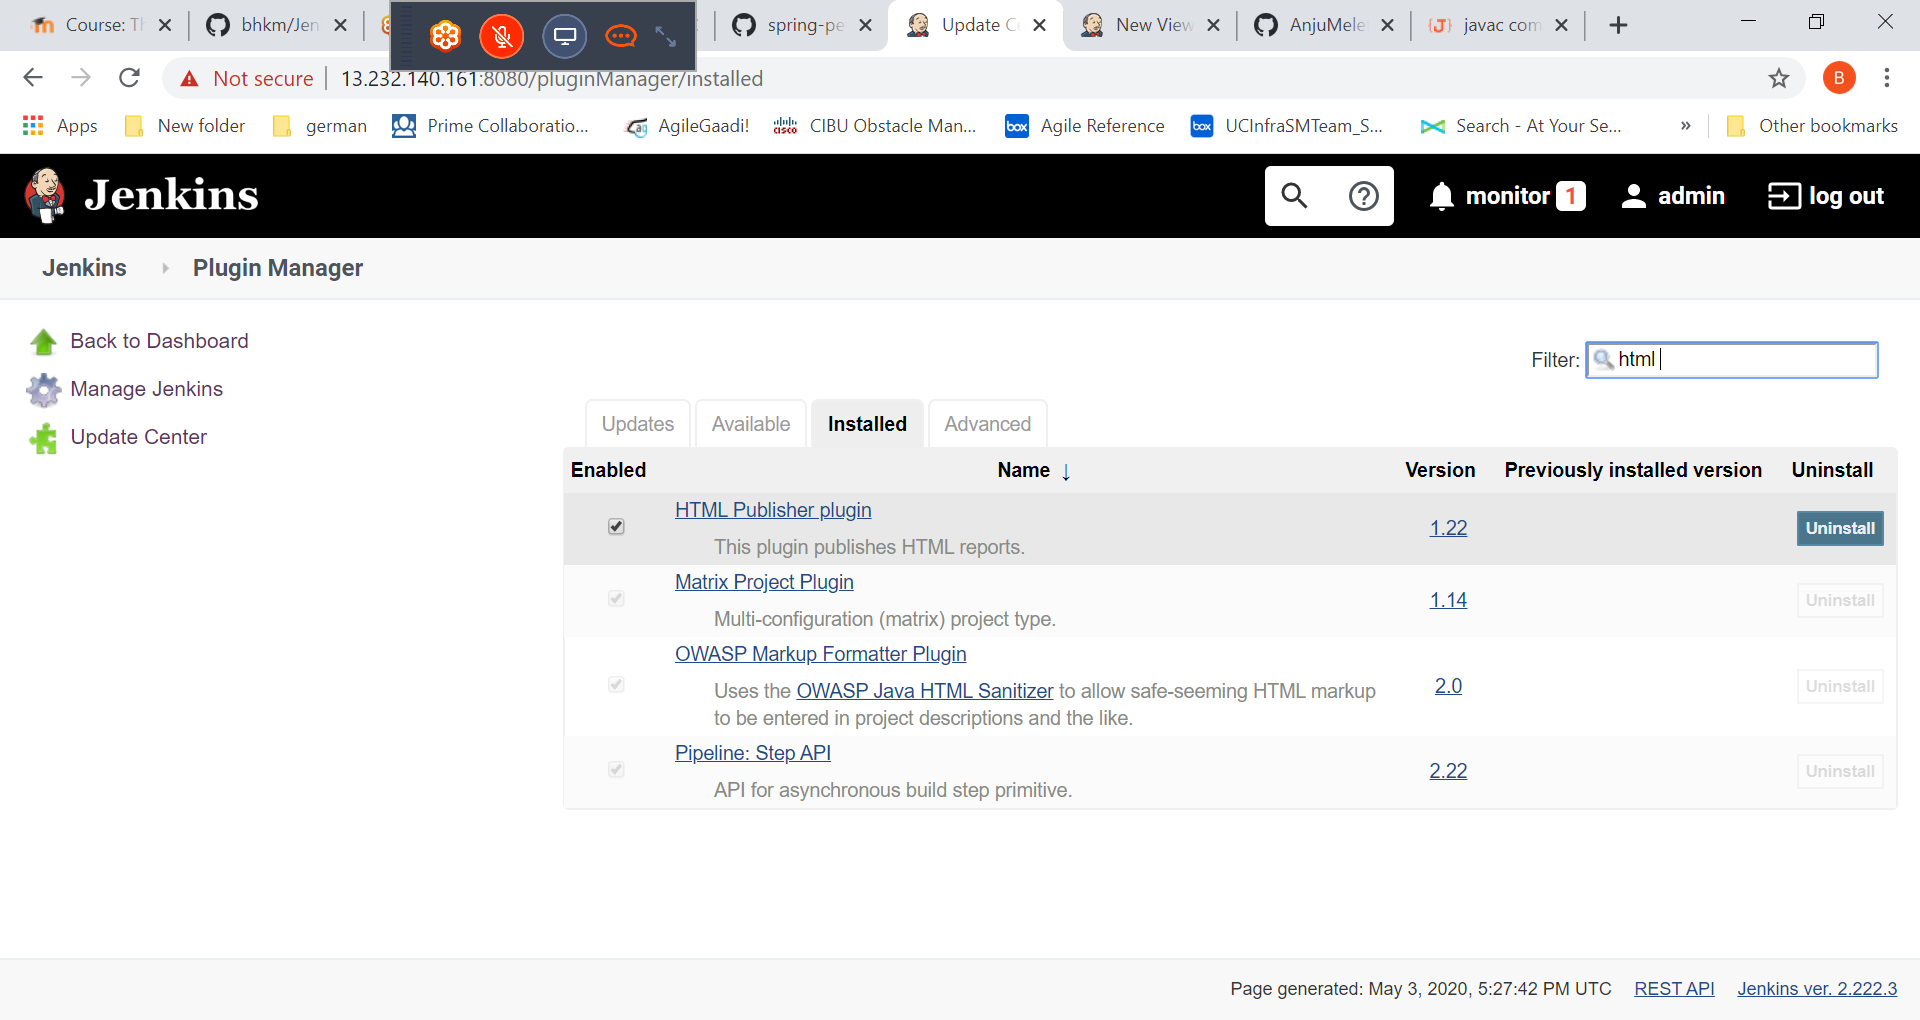 Course: Th
bhkm/Jen
spring-pe
Update Ce
New View
AnjuMele
javac com
Not secure
13.232.140.161:8080/pluginManager/installed
B
Apps
New folder
german
Prime Collaboratio...
AgileGaadi!
CIBU Obstacle Man...
Agile Reference
UCInfraSMTeam_S...
Search - At Your Se...
»
Other bookmarks
Jenkins
monitor 1
admin
log out
Jenkins
Plugin Manager
Back to Dashboard
Manage Jenkins
Update Center
Filter: html
Updates
Available
Installed
Advanced
Enabled
Name ↓
Version
Previously installed version
Uninstall
HTML Publisher plugin
This plugin publishes HTML reports.
1.22
Uninstall
Matrix Project Plugin
Multi-configuration (matrix) project type.
1.14
Uninstall
OWASP Markup Formatter Plugin
Uses the OWASP Java HTML Sanitizer to allow safe-seeming HTML markup
to be entered in project descriptions and the like.
2.0
Uninstall
Pipeline: Step API
API for asynchronous build step primitive.
2.22
Uninstall
Page generated: May 3, 2020, 5:27:42 PM UTC
REST API
Jenkins ver. 2.222.3